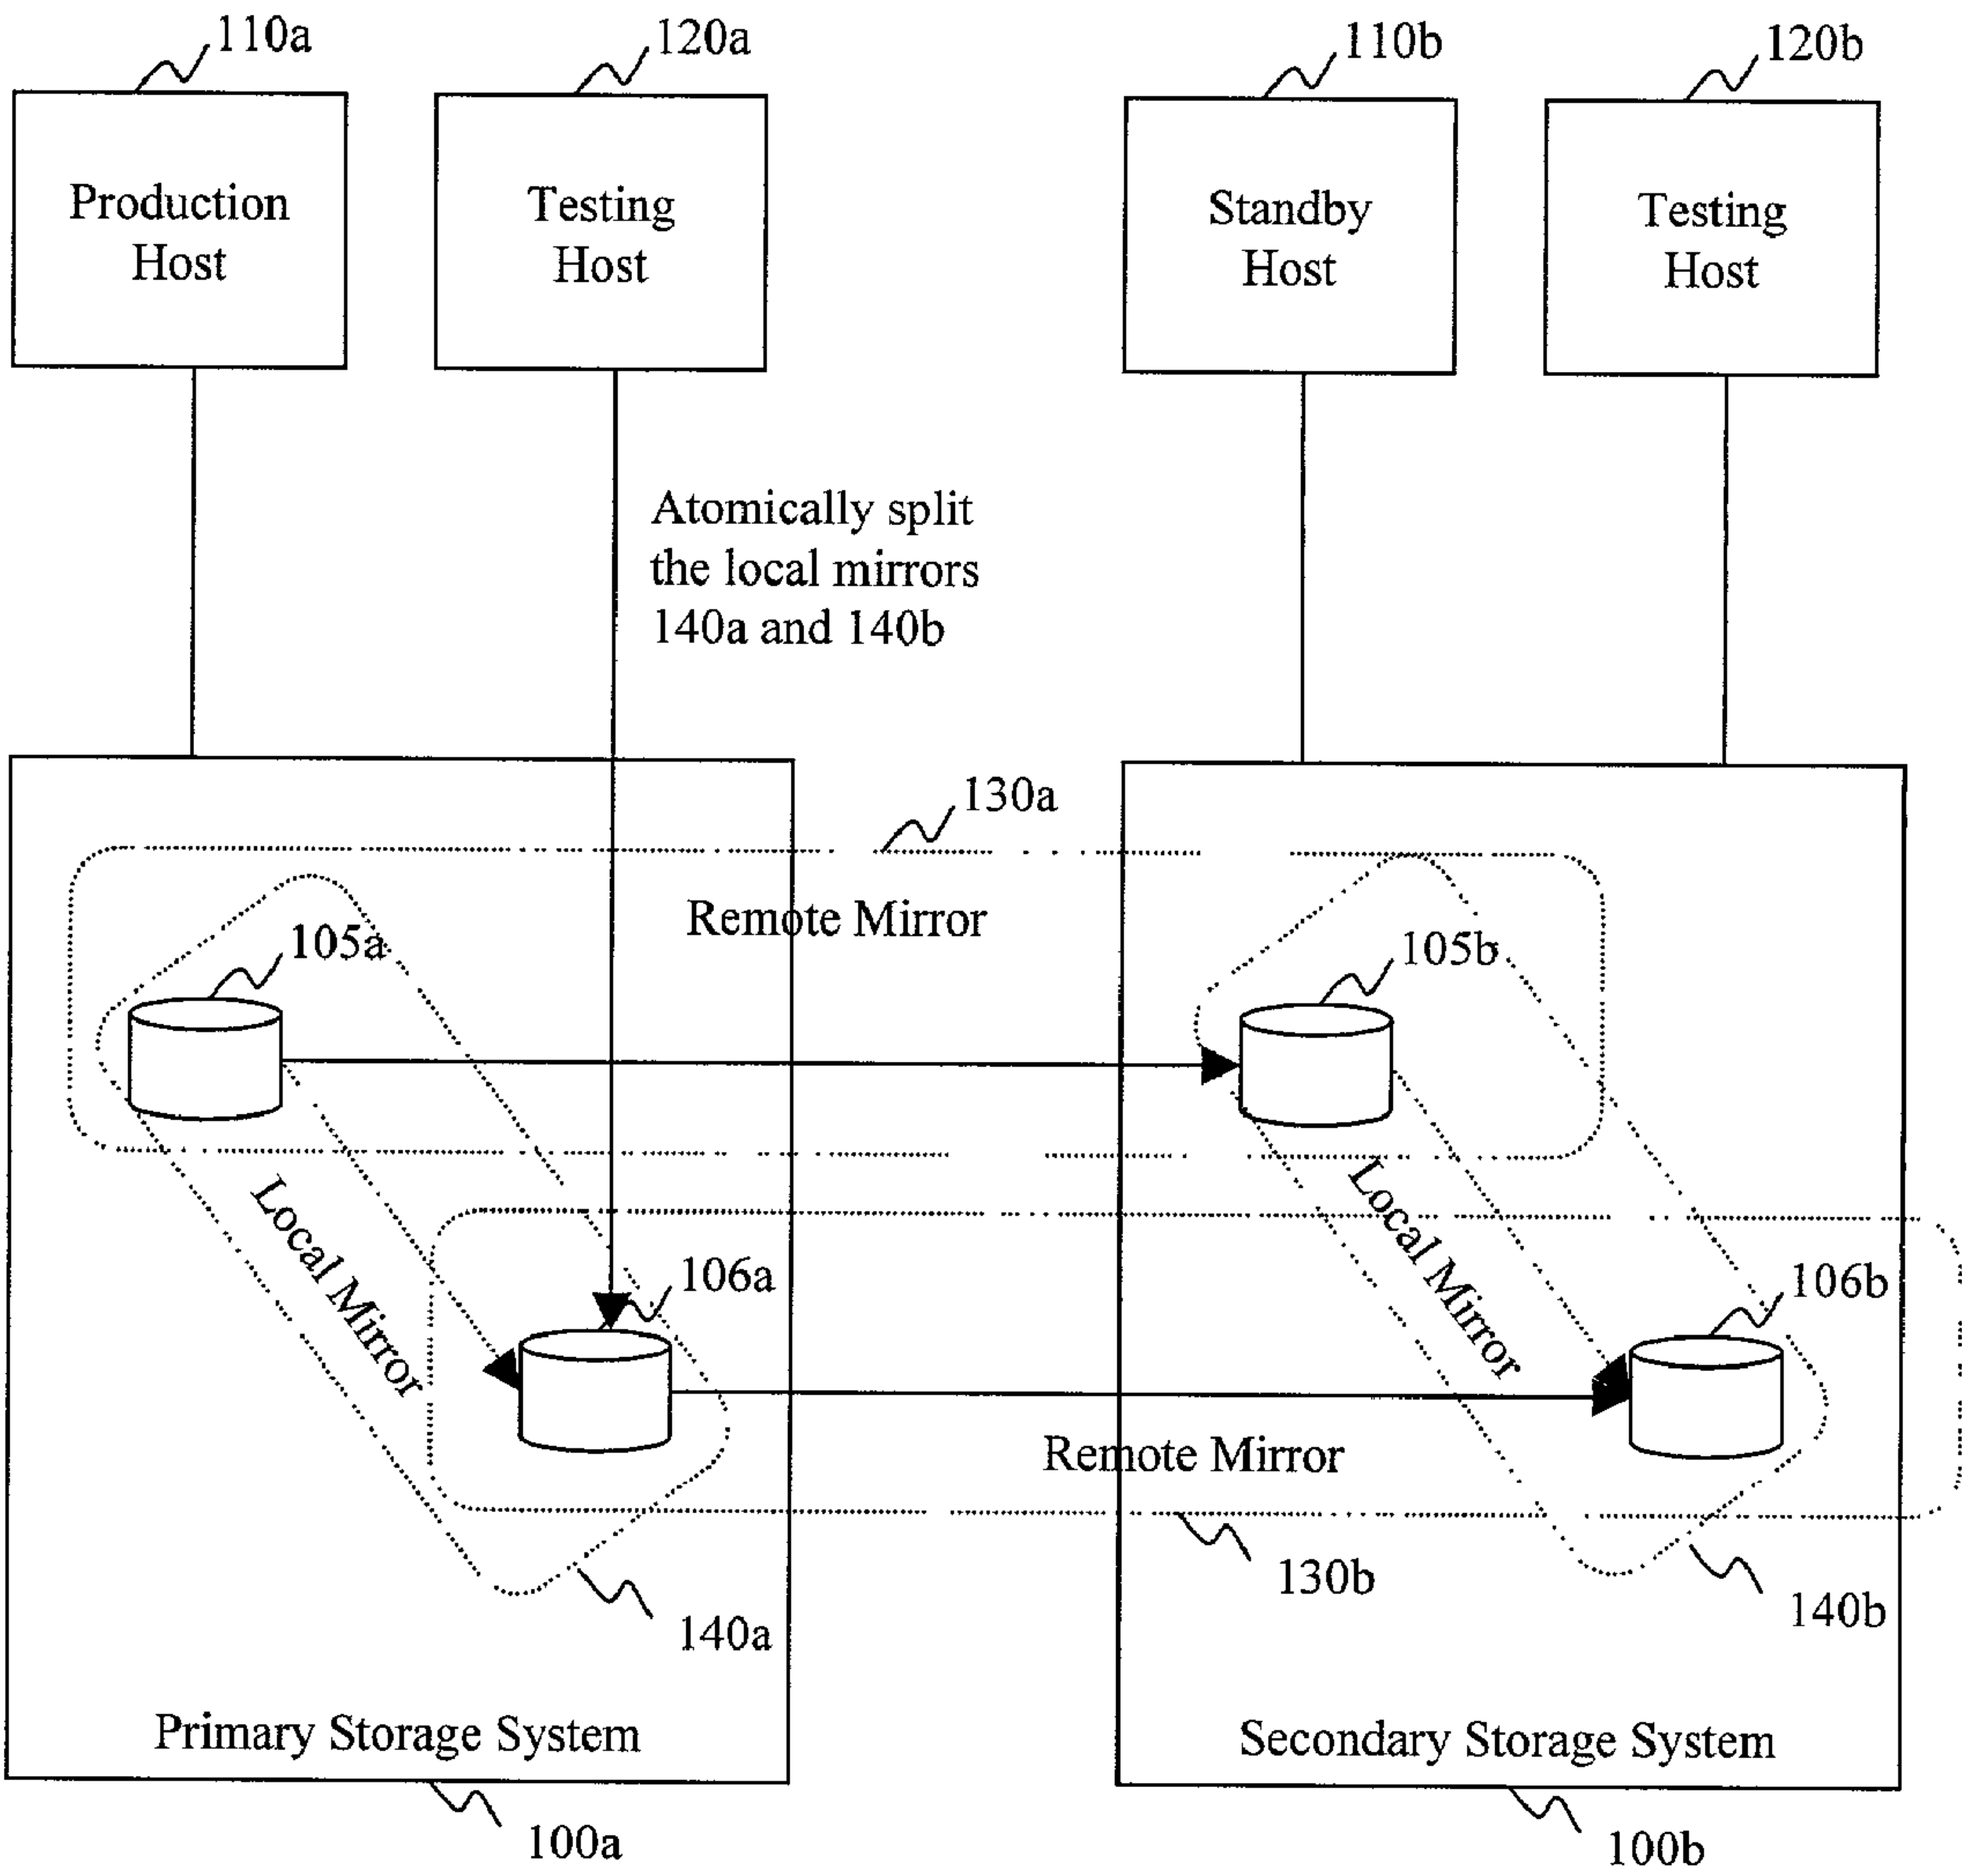 110a
120a
110b
120b
Production
Host
Testing
Host
Standby
Host
Testing
Host
Atomically split
the local mirrors
140a and 140b
130a
Remote Mirror
105a
105b
Local Mirror
Local Mirror
106a
106b
Remote Mirror
130b
140a
140b
Primary Storage System
Secondary Storage System
100a
100b